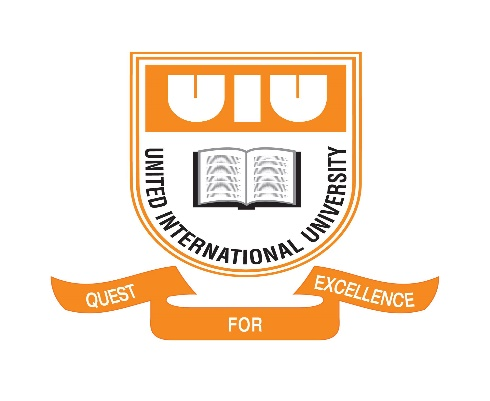 UIU
UNITED INTERNATIONAL UNIVERSITY
QUEST
FOR
EXCELLENCE